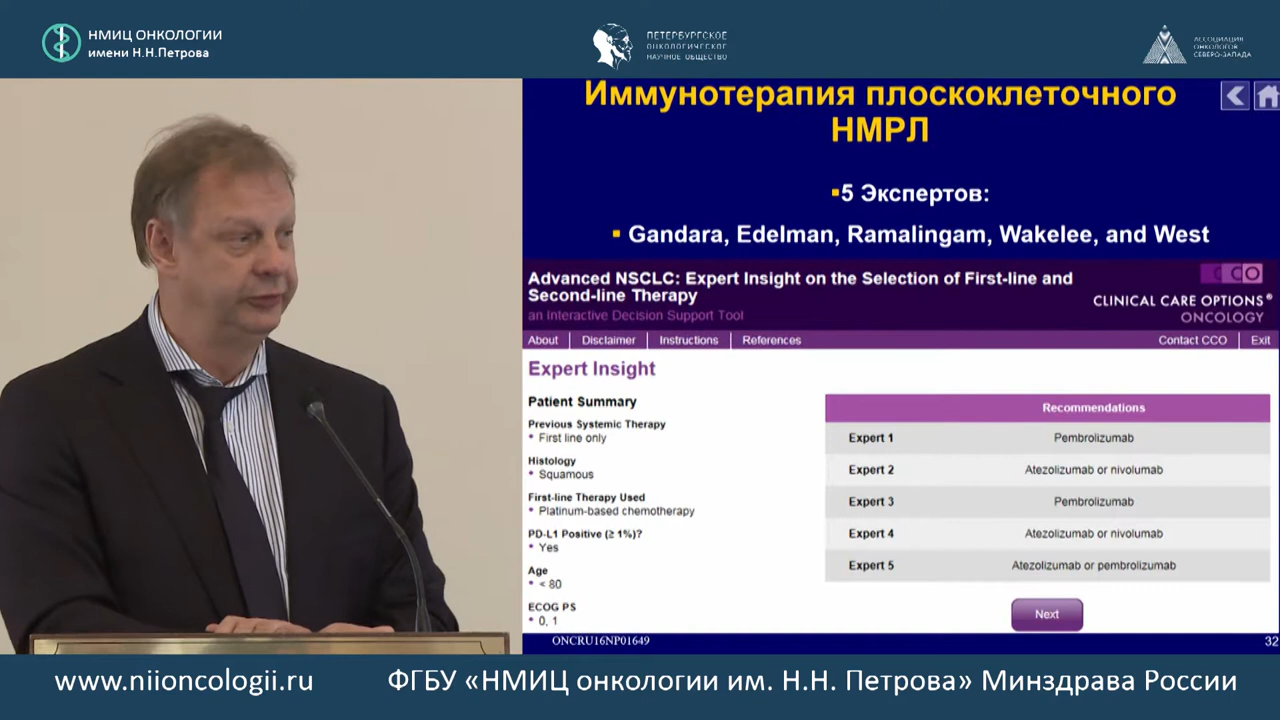 НМИЦ ОНКОЛОГИИ
имени Н.Н.Петрова
ПЕТЕРБУРГСКОЕ
ОНКОЛОГИЧЕСКОЕ
НАУЧНОЕ ОБЩЕСТВО
АССОЦИАЦИЯ
ОНКОЛОГОВ
СЕВЕРО-ЗАПАДА
Иммунотерапия плоскоклеточного
НМРЛ
▪5 Экспертов:
▪ Gandara, Edelman, Ramalingam, Wakelee, and West
Advanced NSCLC: Expert Insight on the Selection of First-line and
Second-line Therapy
an Interactive Decision Support Tool
CCO
CLINICAL CARE OPTIONS®
ONCOLOGY
About | Disclaimer | Instructions | References
Contact CCO | Exit
Expert Insight
Patient Summary
Previous Systemic Therapy
• First line only
Histology
• Squamous
First-line Therapy Used
• Platinum-based chemotherapy
PD-L1 Positive (≥ 1%)?
• Yes
Age
• < 80
ECOG PS
• 0, 1
Recommendations
Expert 1 Pembrolizumab
Expert 2 Atezolizumab or nivolumab
Expert 3 Pembrolizumab
Expert 4 Atezolizumab or nivolumab
Expert 5 Atezolizumab or pembrolizumab
Next
ONCRU16NP01649
32
www.niioncologii.ru
ФГБУ «НМИЦ онкологии им. Н.Н. Петрова» Минздрава России